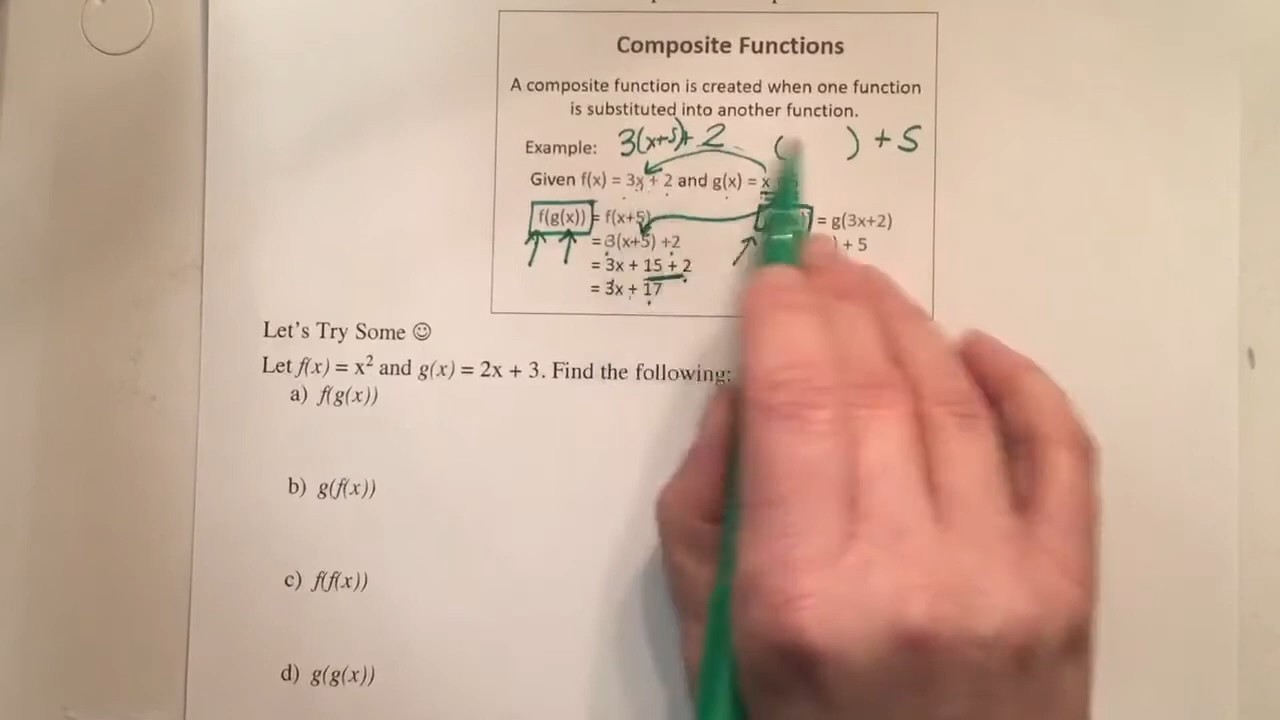 Composite Functions
A composite function is created when one function
is substituted into another function.
3(x+5)+2 ( ) + 5
Example:
Given f(x) = 3x + 2 and g(x) = x
f(g(x)) = f(x+5)
= 3(x+5) +2
= 3x + 15 + 2
= 3x + 17
= g(3x+2)
) + 5
Let's Try Some ☺
Let f(x) = x² and g(x) = 2x + 3. Find the following:
a) f(g(x))
b) g(f(x))
c) f(f(x))
d) g(g(x))